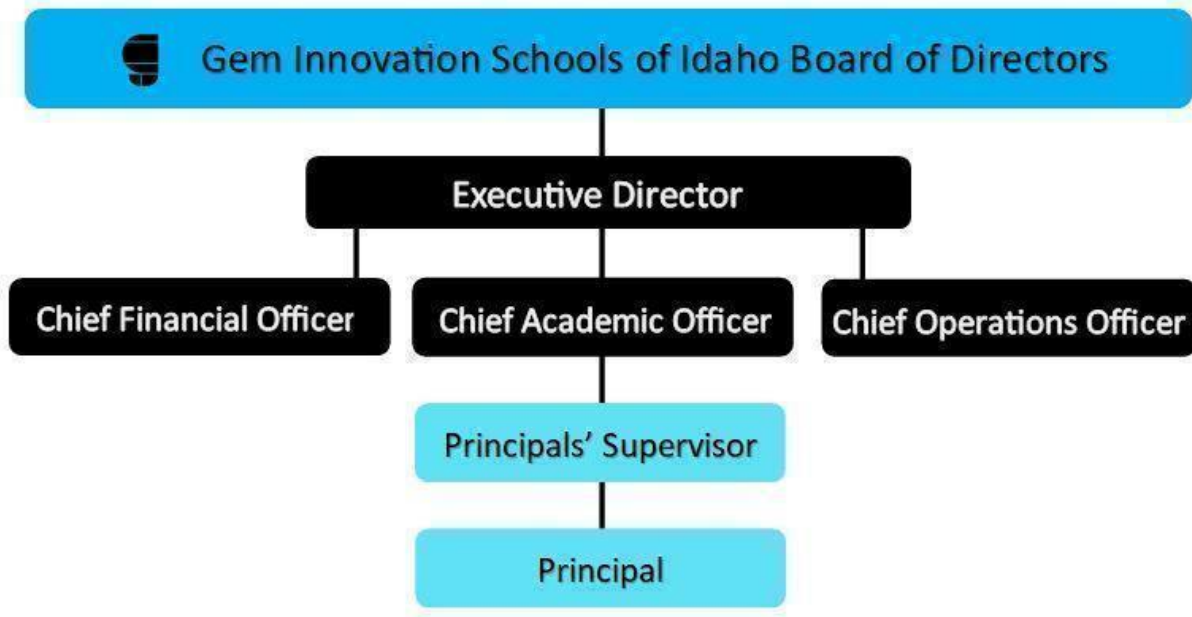 Gem Innovation Schools of Idaho Board of Directors
Executive Director
Chief Financial Officer
Chief Academic Officer
Chief Operations Officer
Principals’ Supervisor
Principal